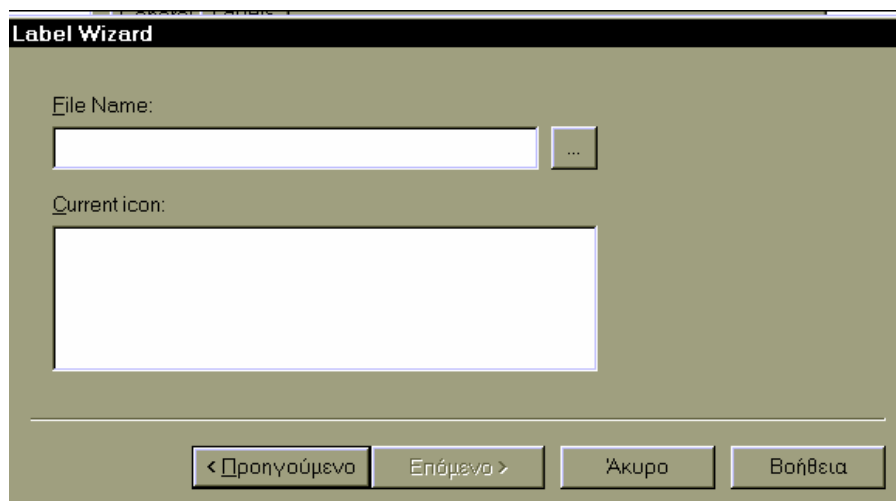 Label Wizard
File Name:
...
Current icon:
< Προηγούμενο Επόμενο > Άκυρο Βοήθεια